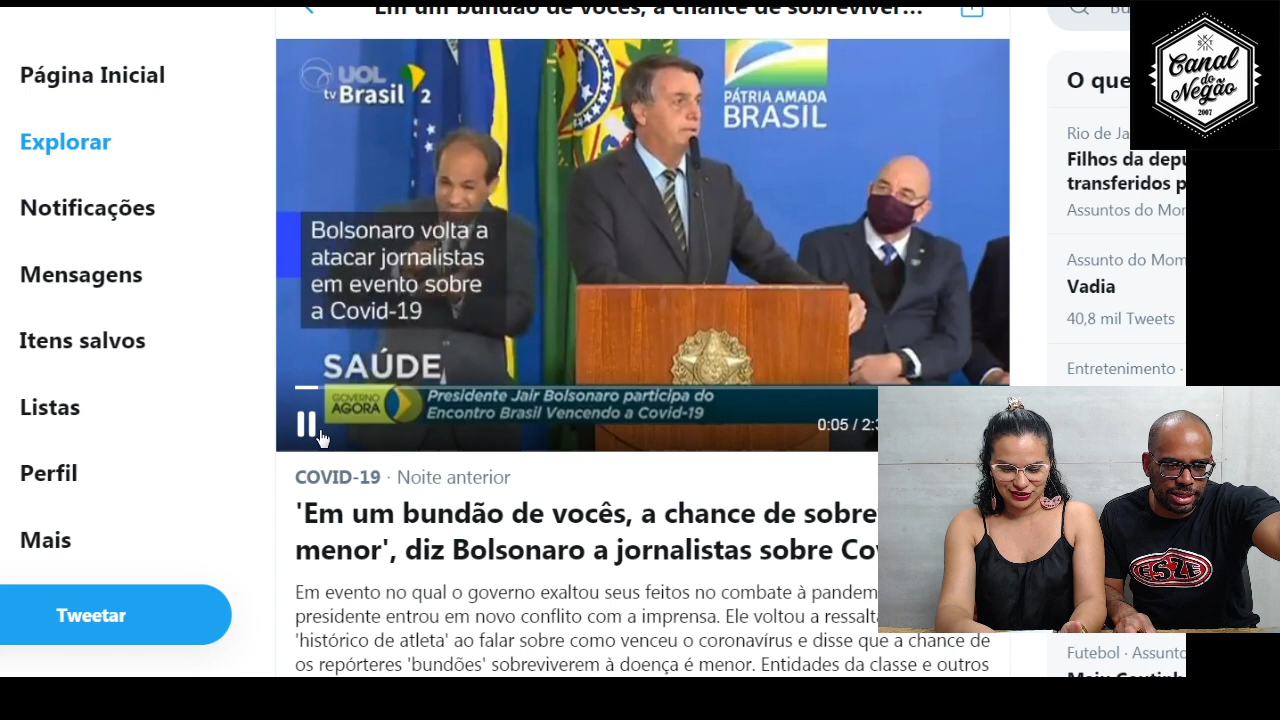 Em um bundão de vocês, a chance de sobreviver…
Página Inicial
Explorar
Notificações
Mensagens
Itens salvos
Listas
Perfil
Mais
Tweetar
UOL
tv Brasil 2
PÁTRIA AMADA
BRASIL
Bolsonaro volta a
atacar jornalistas
em evento sobre
a Covid-19
SAÚDE
GOVERNO
AGORA
Presidente Jair Bolsonaro participa do
Encontro Brasil Vencendo a Covid-19
0:05 / 2:3
COVID-19 · Noite anterior
'Em um bundão de vocês, a chance de sobre
menor', diz Bolsonaro a jornalistas sobre Co
Em evento no qual o governo exaltou seus feitos no combate à pandem
presidente entrou em novo conflito com a imprensa. Ele voltou a ressalt
'histórico de atleta' ao falar sobre como venceu o coronavírus e disse que a chance de
os repórteres 'bundões' sobreviverem à doença é menor. Entidades da classe e outros
Bu
O que
Rio de Ja
Filhos da depu
transferidos p
Assuntos do Mor
Assunto do Mom
Vadia
40,8 mil Tweets
Entretenimento ·
Futebol · Assunto
Canal
do
Negão
2007
ESZE